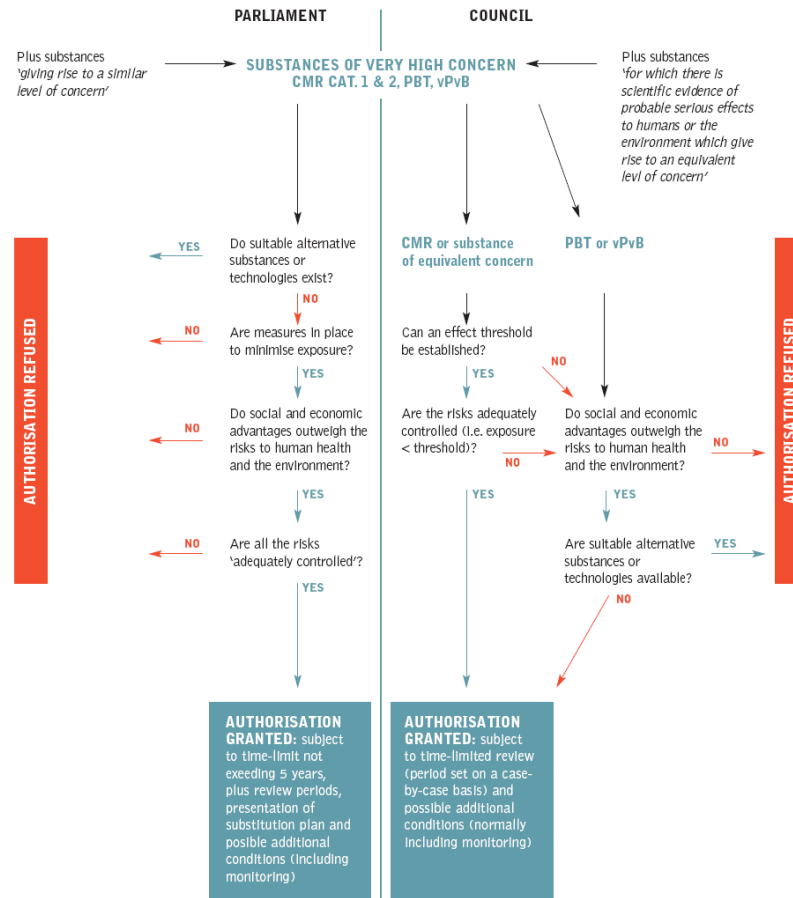 PARLIAMENT
COUNCIL
Plus substances
‘giving rise to a similar
level of concern’
SUBSTANCES OF VERY HIGH CONCERN
CMR CAT. 1 & 2, PBT, vPvB
Plus substances
‘for which there is
scientific evidence of
probable serious effects
to humans or the
environment which give
rise to an equivalent
levl of concern’
AUTHORISATION REFUSED
YES
Do suitable alternative
substances or
technologies exist?
NO
NO
Are measures in place
to minimise exposure?
YES
NO
Do social and economic
advantages outweigh the
risks to human health
and the environment?
YES
NO
Are all the risks
‘adequately controlled’?
YES
CMR or substance
of equivalent concern
PBT or vPvB
Can an effect threshold
be established?
NO
YES
Are the risks adequately
controlled (i.e. exposure
< threshold)?
NO
YES
Do social and economic
advantages outweigh the
risks to human health
and the environment?
NO
YES
Are suitable alternative
substances or
technologies available?
YES
NO
AUTHORISATION REFUSED
AUTHORISATION
GRANTED: subject
to time-limit not
exeeding 5 years,
plus review periods,
presentation of
substitution plan and
posible additional
conditions (including
monitoring)
AUTHORISATION
GRANTED: subject
to time-limited review
(period set on a case-
by-case basis) and
possible additional
conditions (normally
including monitoring)